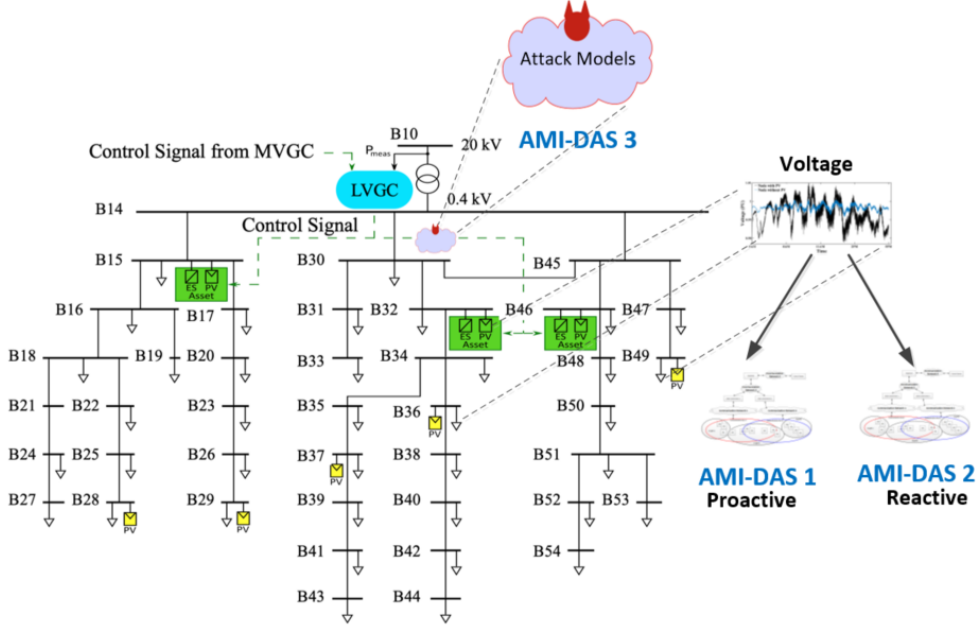 Attack Models
AMI-DAS 3
B10
20 kV
Pmeas
Control Signal from MVGC
LVGC
0.4 kV
B14
Control Signal
Voltage
B15
B30
B45
ES PV
Asset
B16
B17
B31
B32
B46
B47
ES PV
Asset
ES PV
Asset
B18
B19
B20
B33
B34
B48
B49
PV
B21
B22
B23
B35
B36
B50
PV
B24
B25
B26
B37
B38
B51
PV
AMI-DAS 1
Proactive
AMI-DAS 2
Reactive
B27
B28
B29
B39
B40
B52
B53
PV
PV
B41
B42
B54
B43
B44